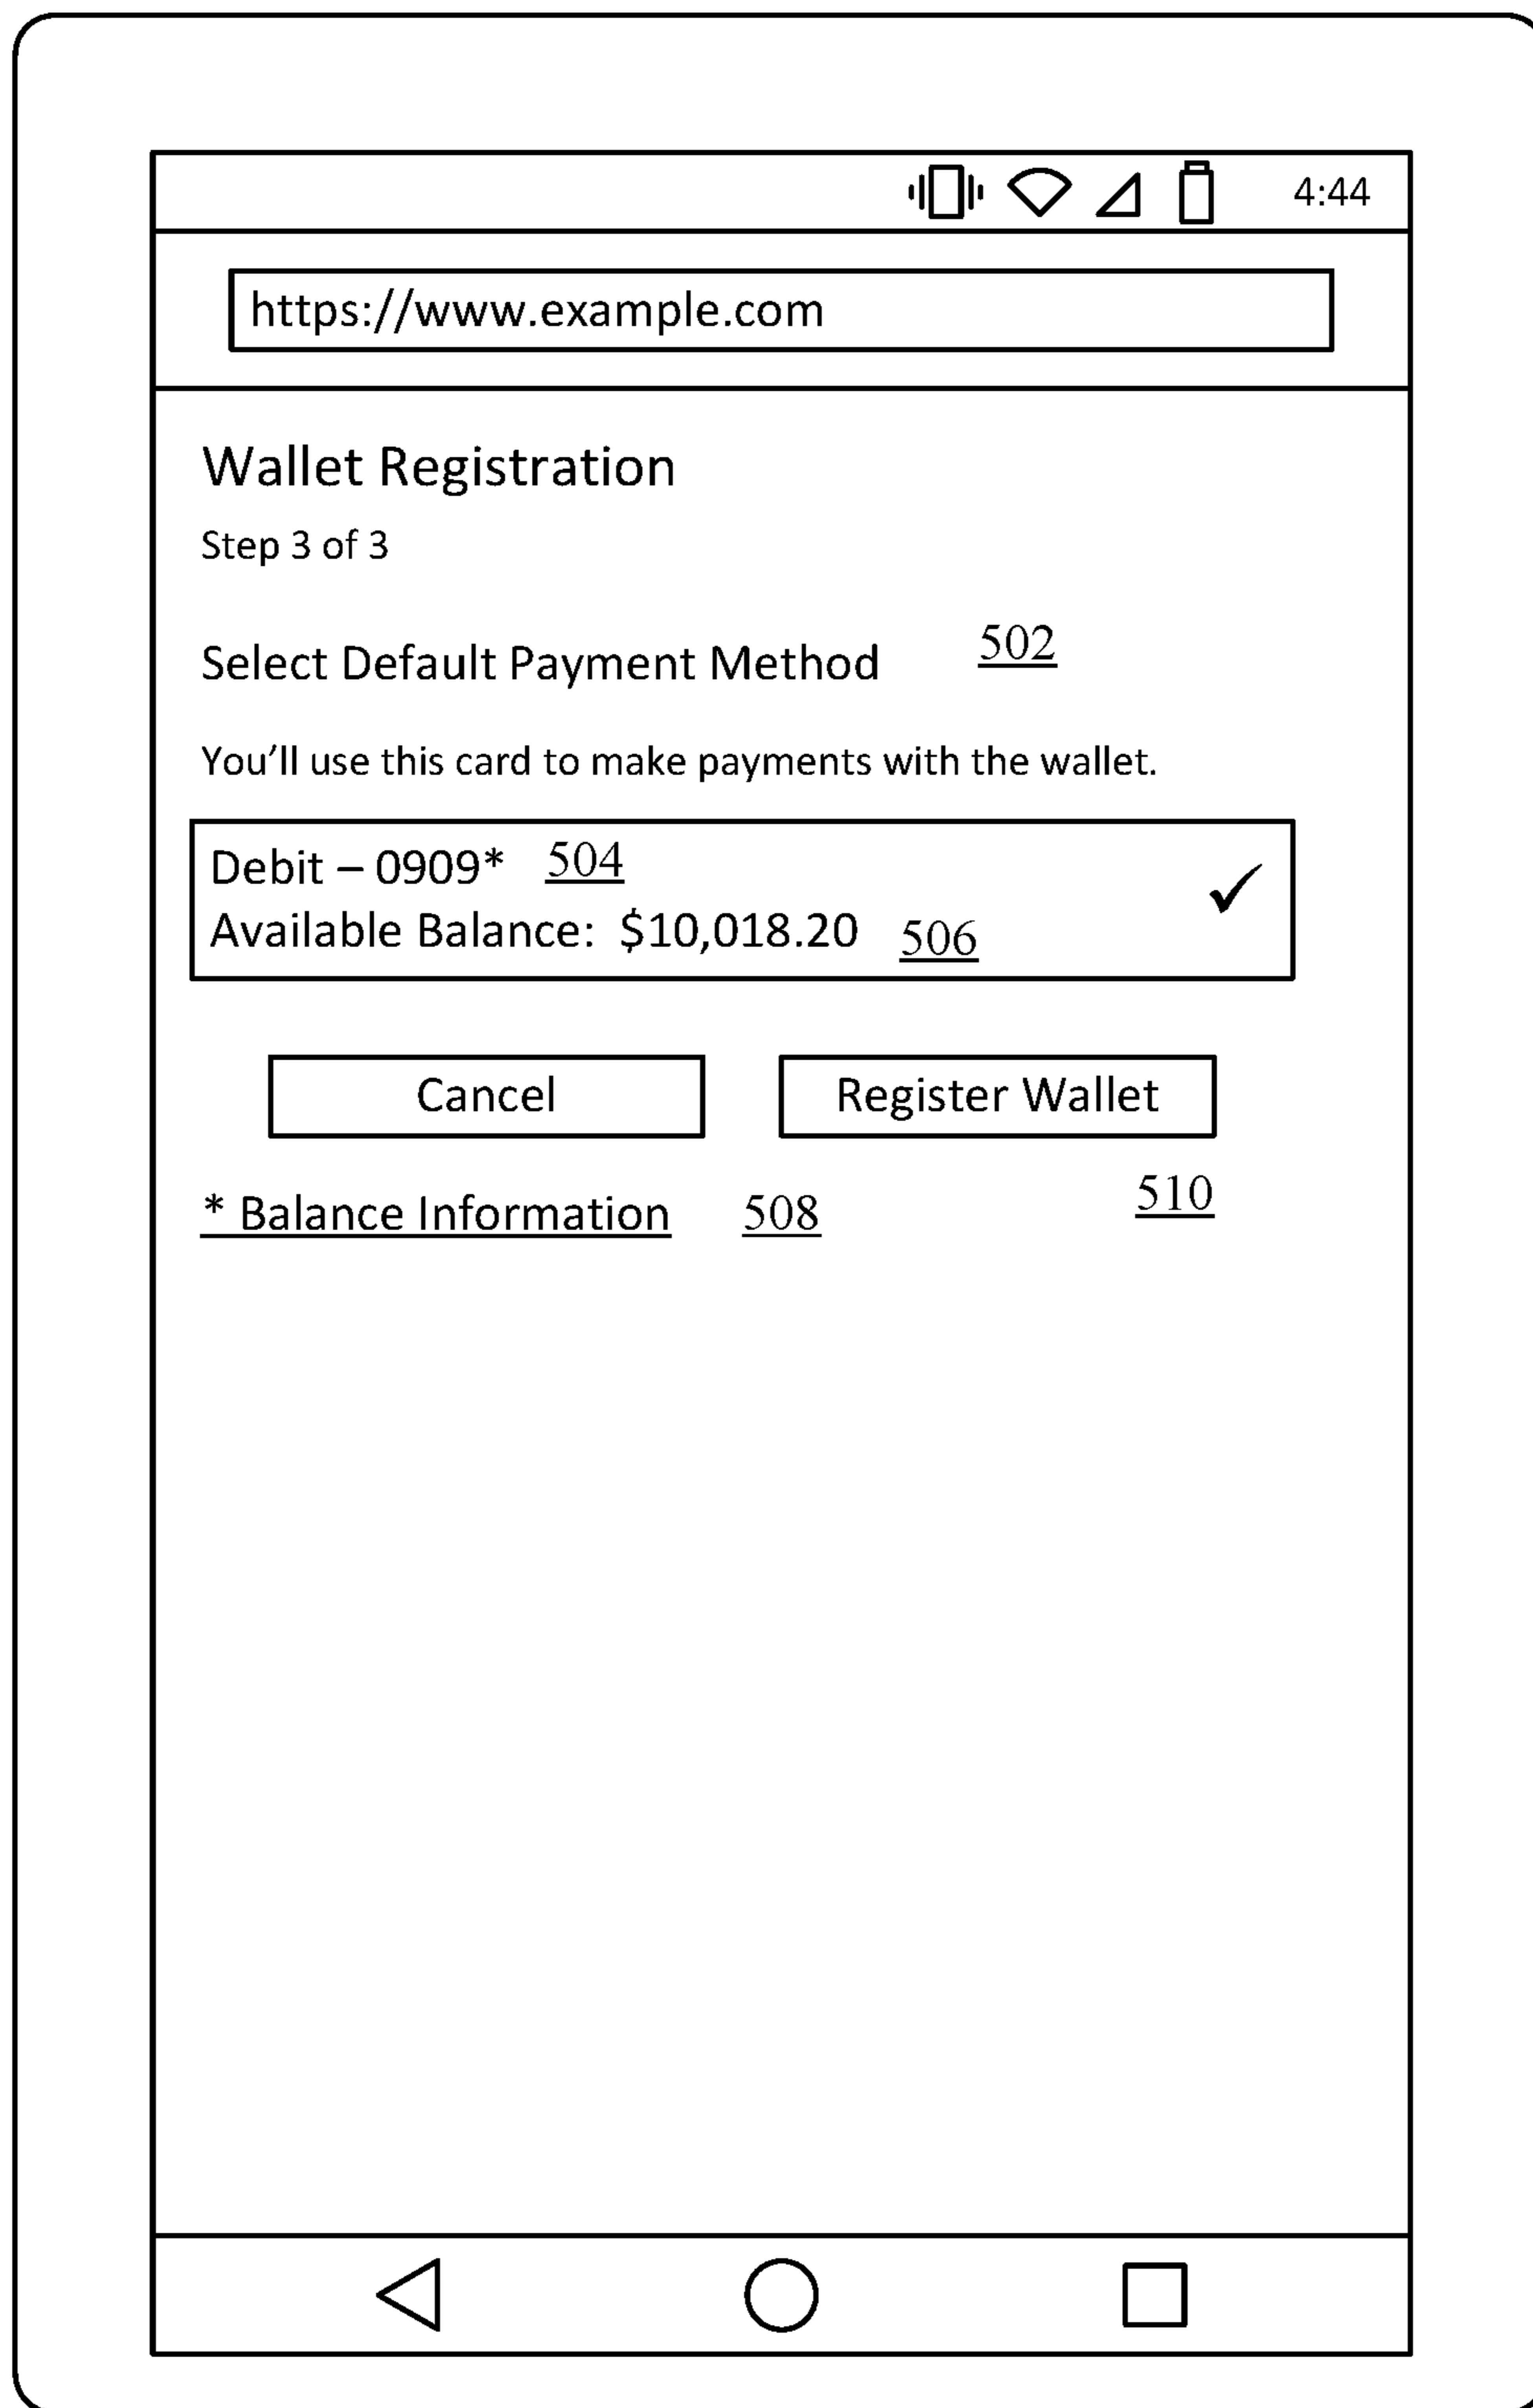 4:44
https://www.example.com
Wallet Registration
Step 3 of 3
Select Default Payment Method 502
You’ll use this card to make payments with the wallet.
Debit – 0909* 504
Available Balance: $10,018.20 506
Cancel Register Wallet
* Balance Information 508 510